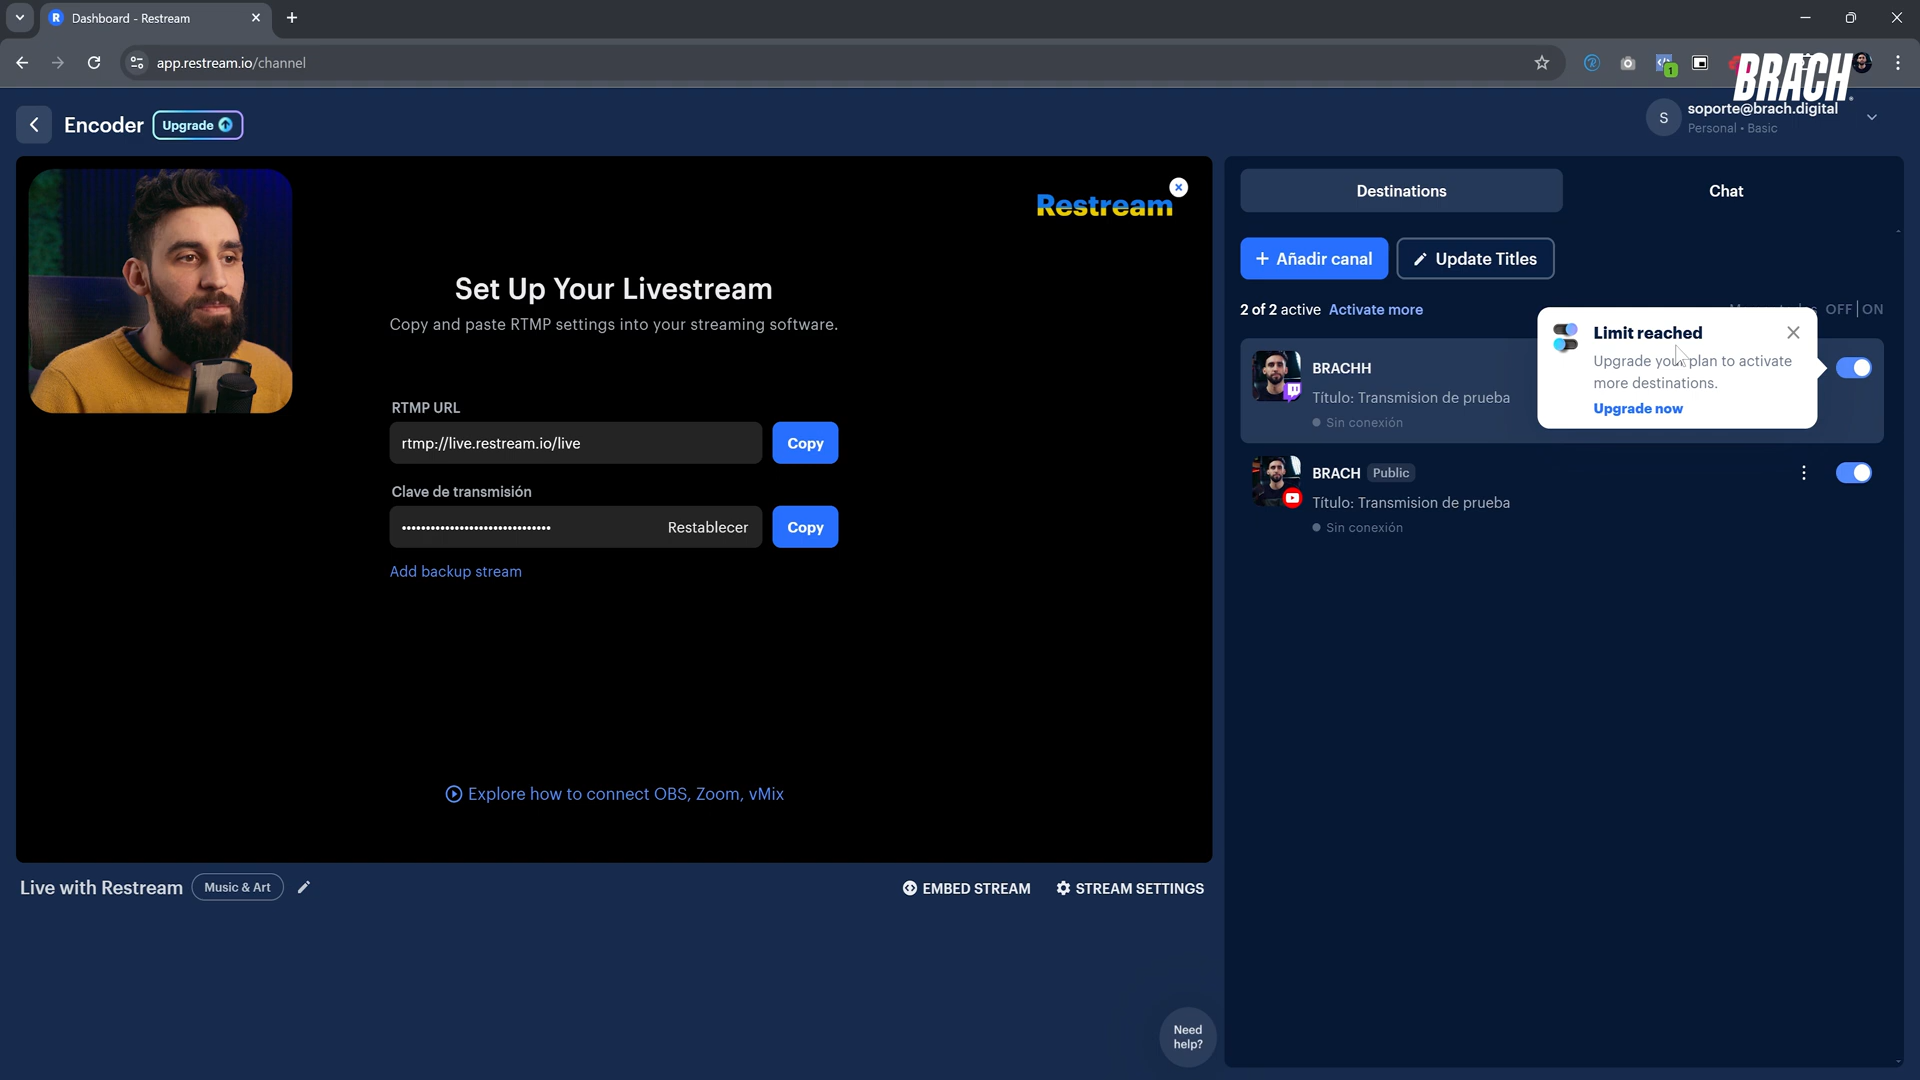 Dashboard - Restream
app.restream.io/channel
1
BRACH
Encoder
Upgrade
S
soporte@brach.digital
Personal • Basic
Restream
Set Up Your Livestream
Copy and paste RTMP settings into your streaming software.
RTMP URL
rtmp://live.restream.io/live
Copy
Clave de transmisión
••••••••••••••••••••••••••••••••
Restablecer
Copy
Add backup stream
Explore how to connect OBS, Zoom, vMix
Live with Restream
Music & Art
EMBED STREAM
STREAM SETTINGS
Need
help?
Destinations
Chat
+ Añadir canal
Update Titles
2 of 2 active Activate more
OFF | ON
Limit reached
Upgrade your plan to activate
more destinations.
Upgrade now
BRACHH
Título: Transmision de prueba
Sin conexión
BRACH
Public
Título: Transmision de prueba
Sin conexión